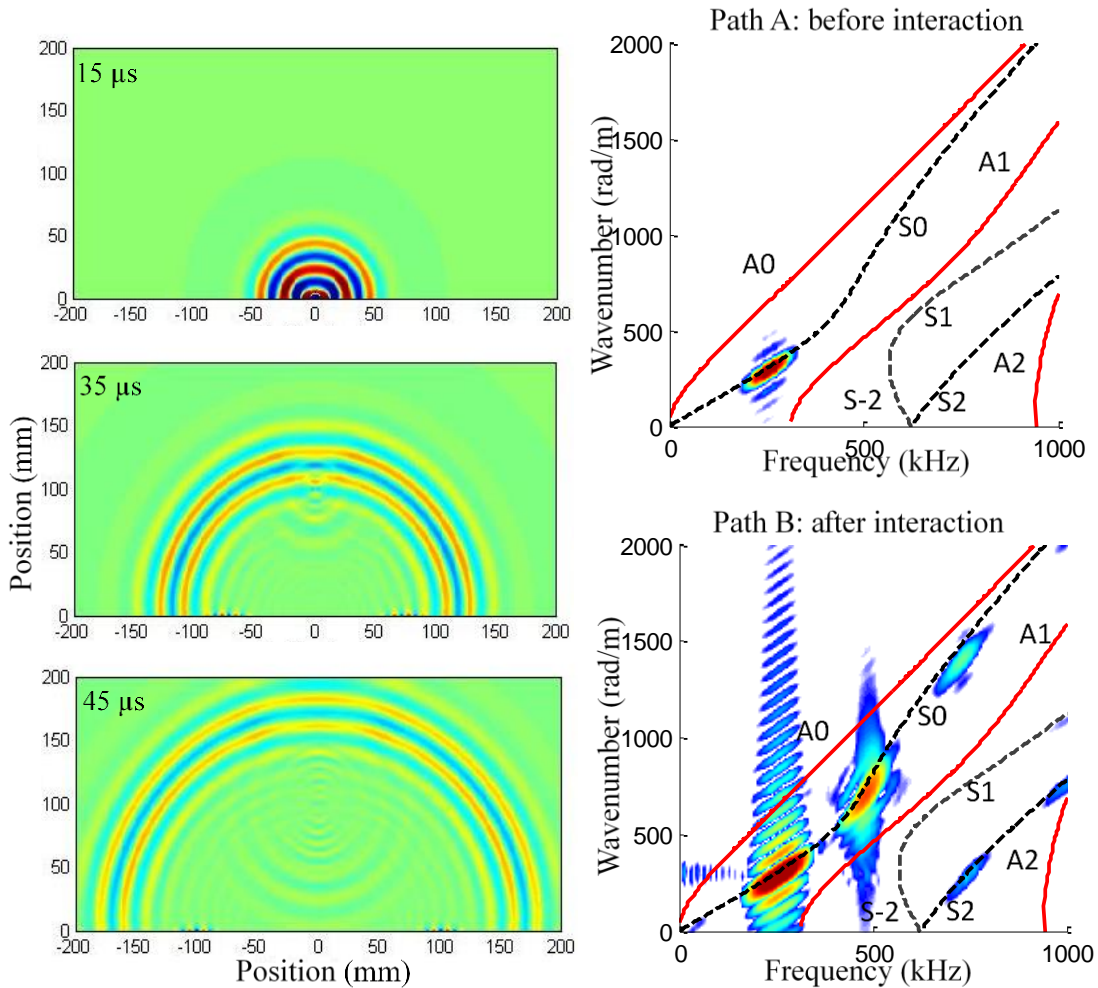 15 µs
200
150
100
50
0
-200 -150 -100 -50 0 50 100 150 200
35 µs
200
150
100
50
0
-200 -150 -100 -50 0 50 100 150 200
45 µs
200
150
100
50
0
-200 -150 -100 -50 0 50 100 150 200
Position (mm)
Position (mm)
Path A: before interaction
2000
1500
1000
500
0
0 500 1000
Wavenumber (rad/m)
Frequency (kHz)
A0
S0
A1
S1
S-2
S2
A2
Path B: after interaction
2000
1500
1000
500
0
0 500 1000
Wavenumber (rad/m)
Frequency (kHz)
A0
S0
A1
S1
S-2
S2
A2